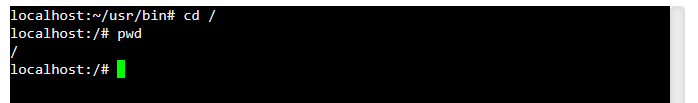 localhost:~/usr/bin# cd /
localhost:/# pwd
/
localhost:/#